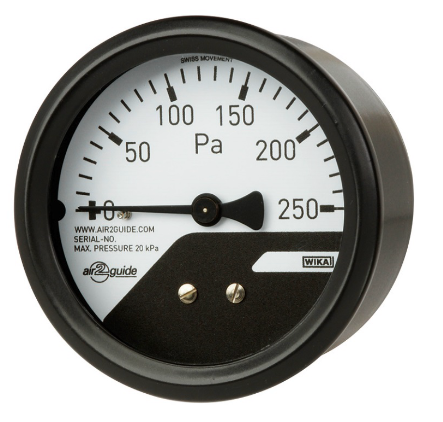 SWISS MOVEMENT
100 150
Pa
50 200
0 250
WWW.AIR2GUIDE.COM
SERIAL-NO.
MAX. PRESSURE 20 kPa
air2guide
WIKA